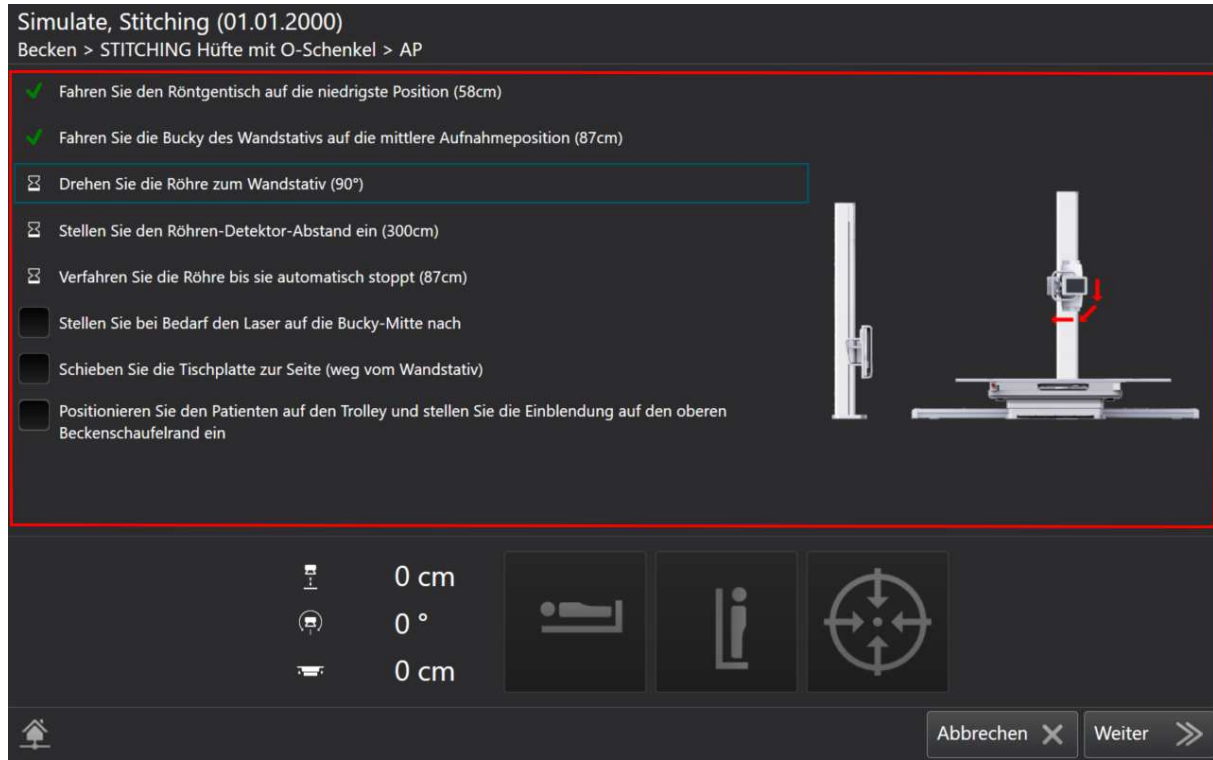 Simulate, Stitching (01.01.2000)
Becken > STITCHING Hüfte mit O-Schenkel > AP
Fahren Sie den Röntgentisch auf die niedrigste Position (58cm)
Fahren Sie die Bucky des Wandstativs auf die mittlere Aufnahmeposition (87cm)
Drehen Sie die Röhre zum Wandstativ (90°)
Stellen Sie den Röhren-Detektor-Abstand ein (300cm)
Verfahren Sie die Röhre bis sie automatisch stoppt (87cm)
Stellen Sie bei Bedarf den Laser auf die Bucky-Mitte nach
Schieben Sie die Tischplatte zur Seite (weg vom Wandstativ)
Positionieren Sie den Patienten auf den Trolley und stellen Sie die Einblendung auf den oberen
Beckenschaufelrand ein
0 cm
0 °
0 cm
Abbrechen
Weiter